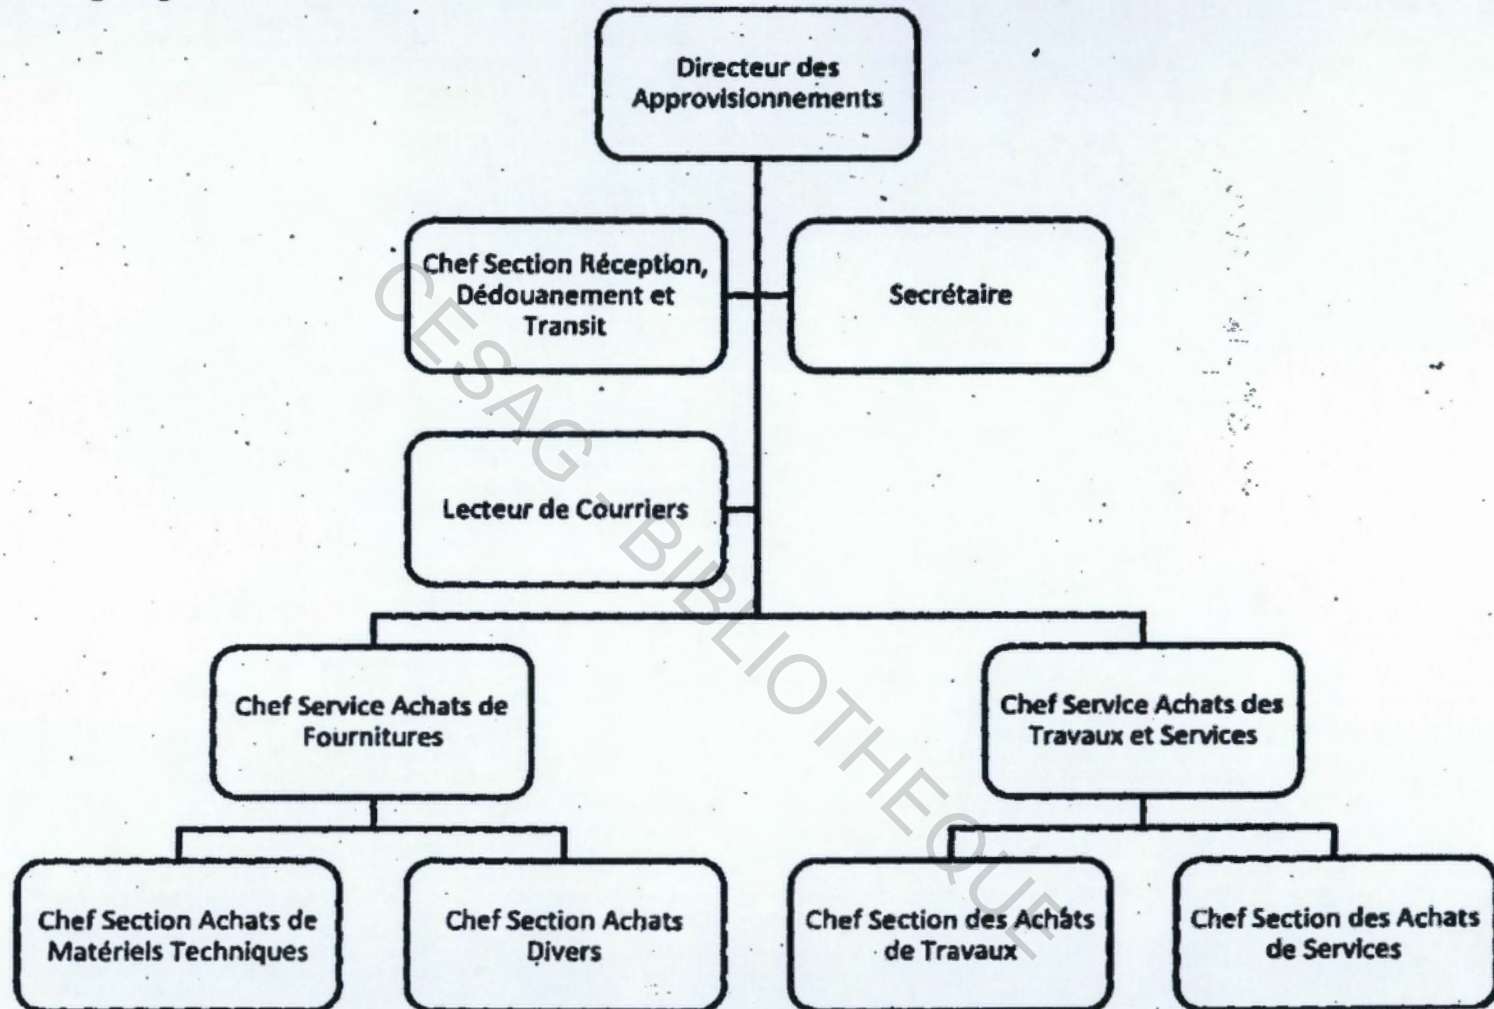 Directeur des
Approvisionnements
Chef Section Réception,
Dédouanement et
Transit
Secrétaire
Lecteur de Courriers
Chef Service Achats de
Fournitures
Chef Service Achats des
Travaux et Services
Chef Section Achats de
Matériels Techniques
Chef Section Achats
Divers
Chef Section des Achats
de Travaux
Chef Section des Achats
de Services
CESAG - BIBLIOTHEQUE